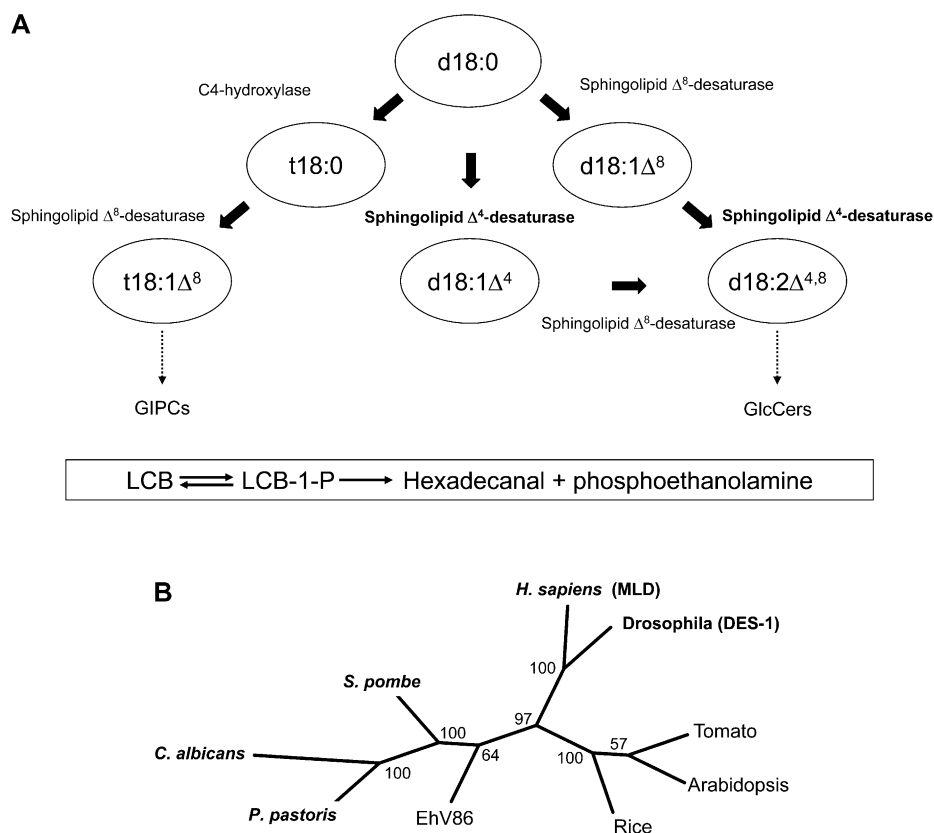 A
d18:0
C4-hydroxylase
Sphingolipid Δ⁸-desaturase
t18:0
d18:1Δ⁸
Sphingolipid Δ⁸-desaturase
Sphingolipid Δ⁴-desaturase
Sphingolipid Δ⁴-desaturase
t18:1Δ⁸
d18:1Δ⁴
d18:2Δ⁴,⁸
Sphingolipid Δ⁸-desaturase
GIPCs
GlcCers
LCB ⇌ LCB-1-P → Hexadecanal + phosphoethanolamine
B
H. sapiens (MLD)
Drosophila (DES-1)
100
S. pombe
97
100
57
Tomato
C. albicans
64
100
100
Arabidopsis
P. pastoris
EhV86
Rice